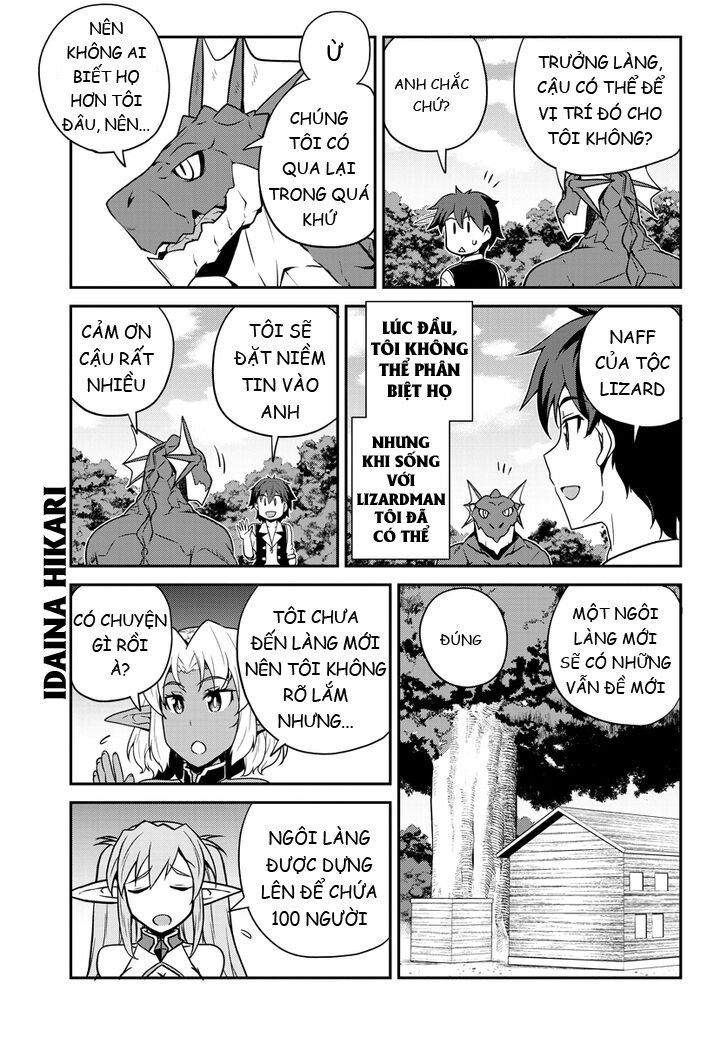 TRƯỞNG LÀNG,
CẬU CÓ THỂ ĐỂ
VỊ TRÍ ĐÓ CHO
TÔI KHÔNG?
ANH CHẮC
CHỨ?
Ừ
CHÚNG
TÔI CÓ
QUA LẠI
TRONG QUÁ
KHỨ
NÊN
KHÔNG AI
BIẾT HỌ
HƠN TÔI
ĐÂU, NÊN...
NAFF
CỦA TỘC
LIZARD
LÚC ĐẦU,
TÔI KHÔNG
THỂ PHÂN
BIỆT HỌ
NHƯNG
KHI SỐNG
VỚI
LIZARDMAN
TÔI ĐÃ
CÓ THỂ
TÔI SẼ
ĐẶT NIỀM
TIN VÀO
ANH
CẢM ƠN
CẬU RẤT
NHIỀU
IDAINA HIKARI
MỘT NGÔI
LÀNG MỚI
SẼ CÓ NHỮNG
VẤN ĐỀ MỚI
ĐÚNG
TÔI CHƯA
ĐẾN LÀNG MỚI
NÊN TÔI KHÔNG
RÕ LẮM
NHƯNG...
CÓ CHUYỆN
GÌ RỒI
À?
NGÔI LÀNG
ĐƯỢC DỰNG
LÊN ĐỂ CHỨA
100 NGƯỜI